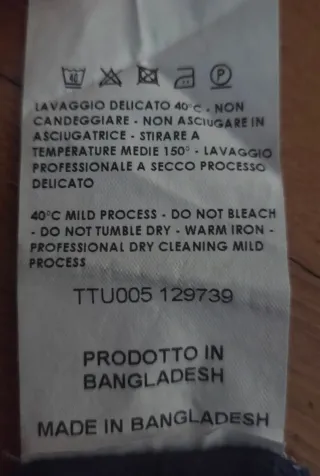 40 P
LAVAGGIO DELICATO 40°C - NON
CANDEGGIARE - NON ASCIUGARE IN
ASCIUGATRICE - STIRARE A
TEMPERATURE MEDIE 150° - LAVAGGIO
PROFESSIONALE A SECCO PROCESSO
DELICATO
40°C MILD PROCESS - DO NOT BLEACH
- DO NOT TUMBLE DRY - WARM IRON -
PROFESSIONAL DRY CLEANING MILD
PROCESS
TTU005 129739
PRODOTTO IN
BANGLADESH
MADE IN BANGLADESH